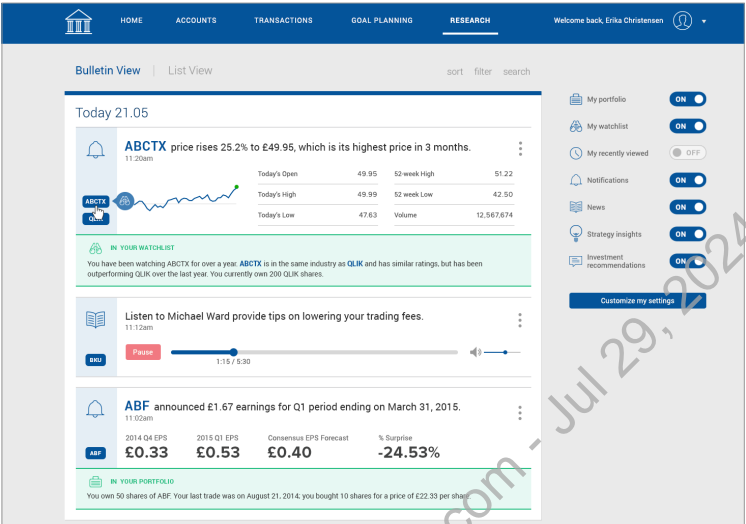 HOME ACCOUNTS TRANSACTIONS GOAL PLANNING RESEARCH Welcome back, Erika Christensen
Bulletin View | List View sort filter search
Today 21.05
ABCTX price rises 25.2% to £49.95, which is its highest price in 3 months.
11:20am
Today's Open 49.95 52-week High 51.22
Today's High 49.99 52-week Low 42.50
Today's Low 47.63 Volume 12,567,674
ABCTX
QLIK
IN YOUR WATCHLIST
You have been watching ABCTX for over a year. ABCTX is in the same industry as QLIK and has similar ratings, but has been
outperforming QLIK over the last year. You currently own 200 QLIK shares.
Listen to Michael Ward provide tips on lowering your trading fees.
11:12am
BKU
Pause
1:15 / 5:30
ABF announced £1.67 earnings for Q1 period ending on March 31, 2015.
11:02am
2014 Q4 EPS 2015 Q1 EPS Consensus EPS Forecast % Surprise
ABF
£0.33 £0.53 £0.40 -24.53%
IN YOUR PORTFOLIO
You own 50 shares of ABF. Your last trade was on August 21, 2014; you bought 10 shares for a price of £22.33 per share.
My portfolio ON
My watchlist ON
My recently viewed OFF
Notifications ON
News ON
Strategy insights ON
Investment
recommendations ON
Customize my settings
com - Jul 29, 2024